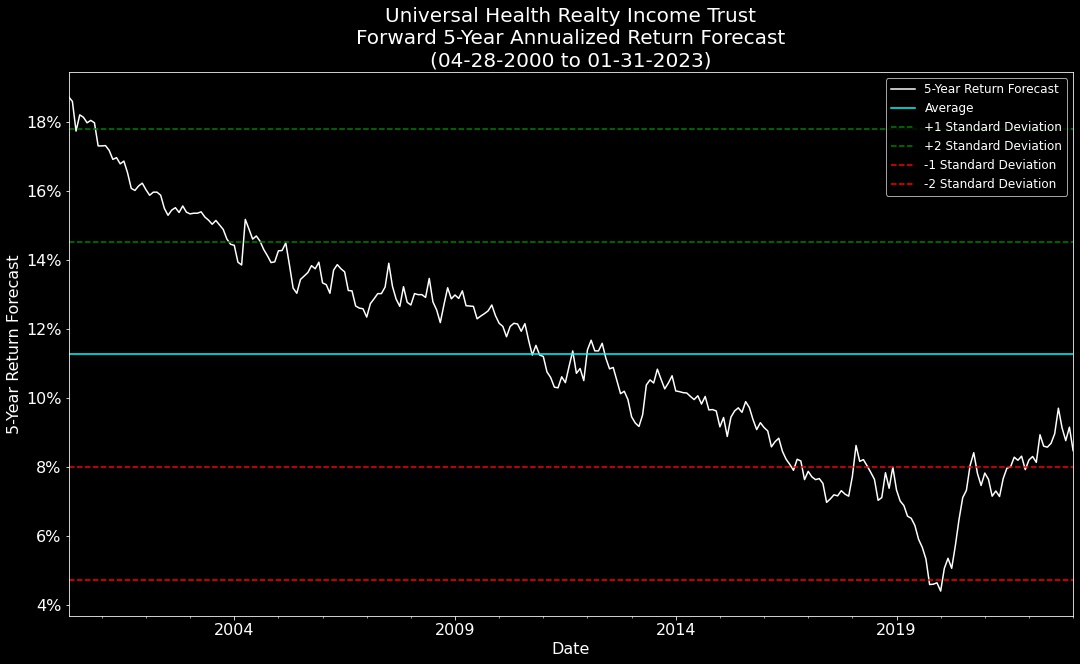 Universal Health Realty Income Trust
Forward 5-Year Annualized Return Forecast
(04-28-2000 to 01-31-2023)
5-Year Return Forecast
Average
+1 Standard Deviation
+2 Standard Deviation
-1 Standard Deviation
-2 Standard Deviation
5-Year Return Forecast
18%
16%
14%
12%
10%
8%
6%
4%
2004
2009
2014
2019
Date